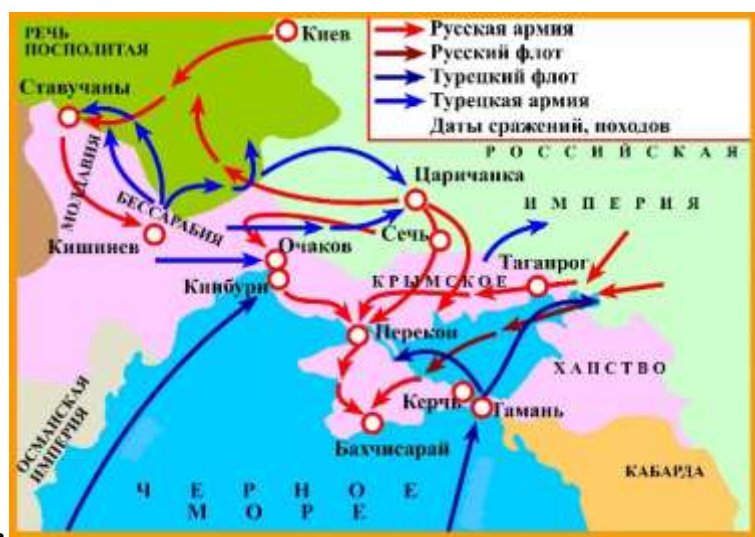 РЕЧЬ
ПОСПОЛИТАЯ
Киев
Русская армия
Русский флот
Турецкий флот
Турецкая армия
Даты сражений, походов
Ставучаны
РОССИЙСКАЯ
ИМПЕРИЯ
МОЛДАВИЯ
БЕССАРАБИЯ
Царичанка
Сечь
Кишинев
Очаков
Кинбурн
Таганрог
КРЫМСКОЕ
ХАНСТВО
Перекоп
Керчь
Тамань
Бахчисарай
ОСМАНСКАЯ
ИМПЕРИЯ
КАБАРДА
ЧЕРНОЕ
МОРЕ